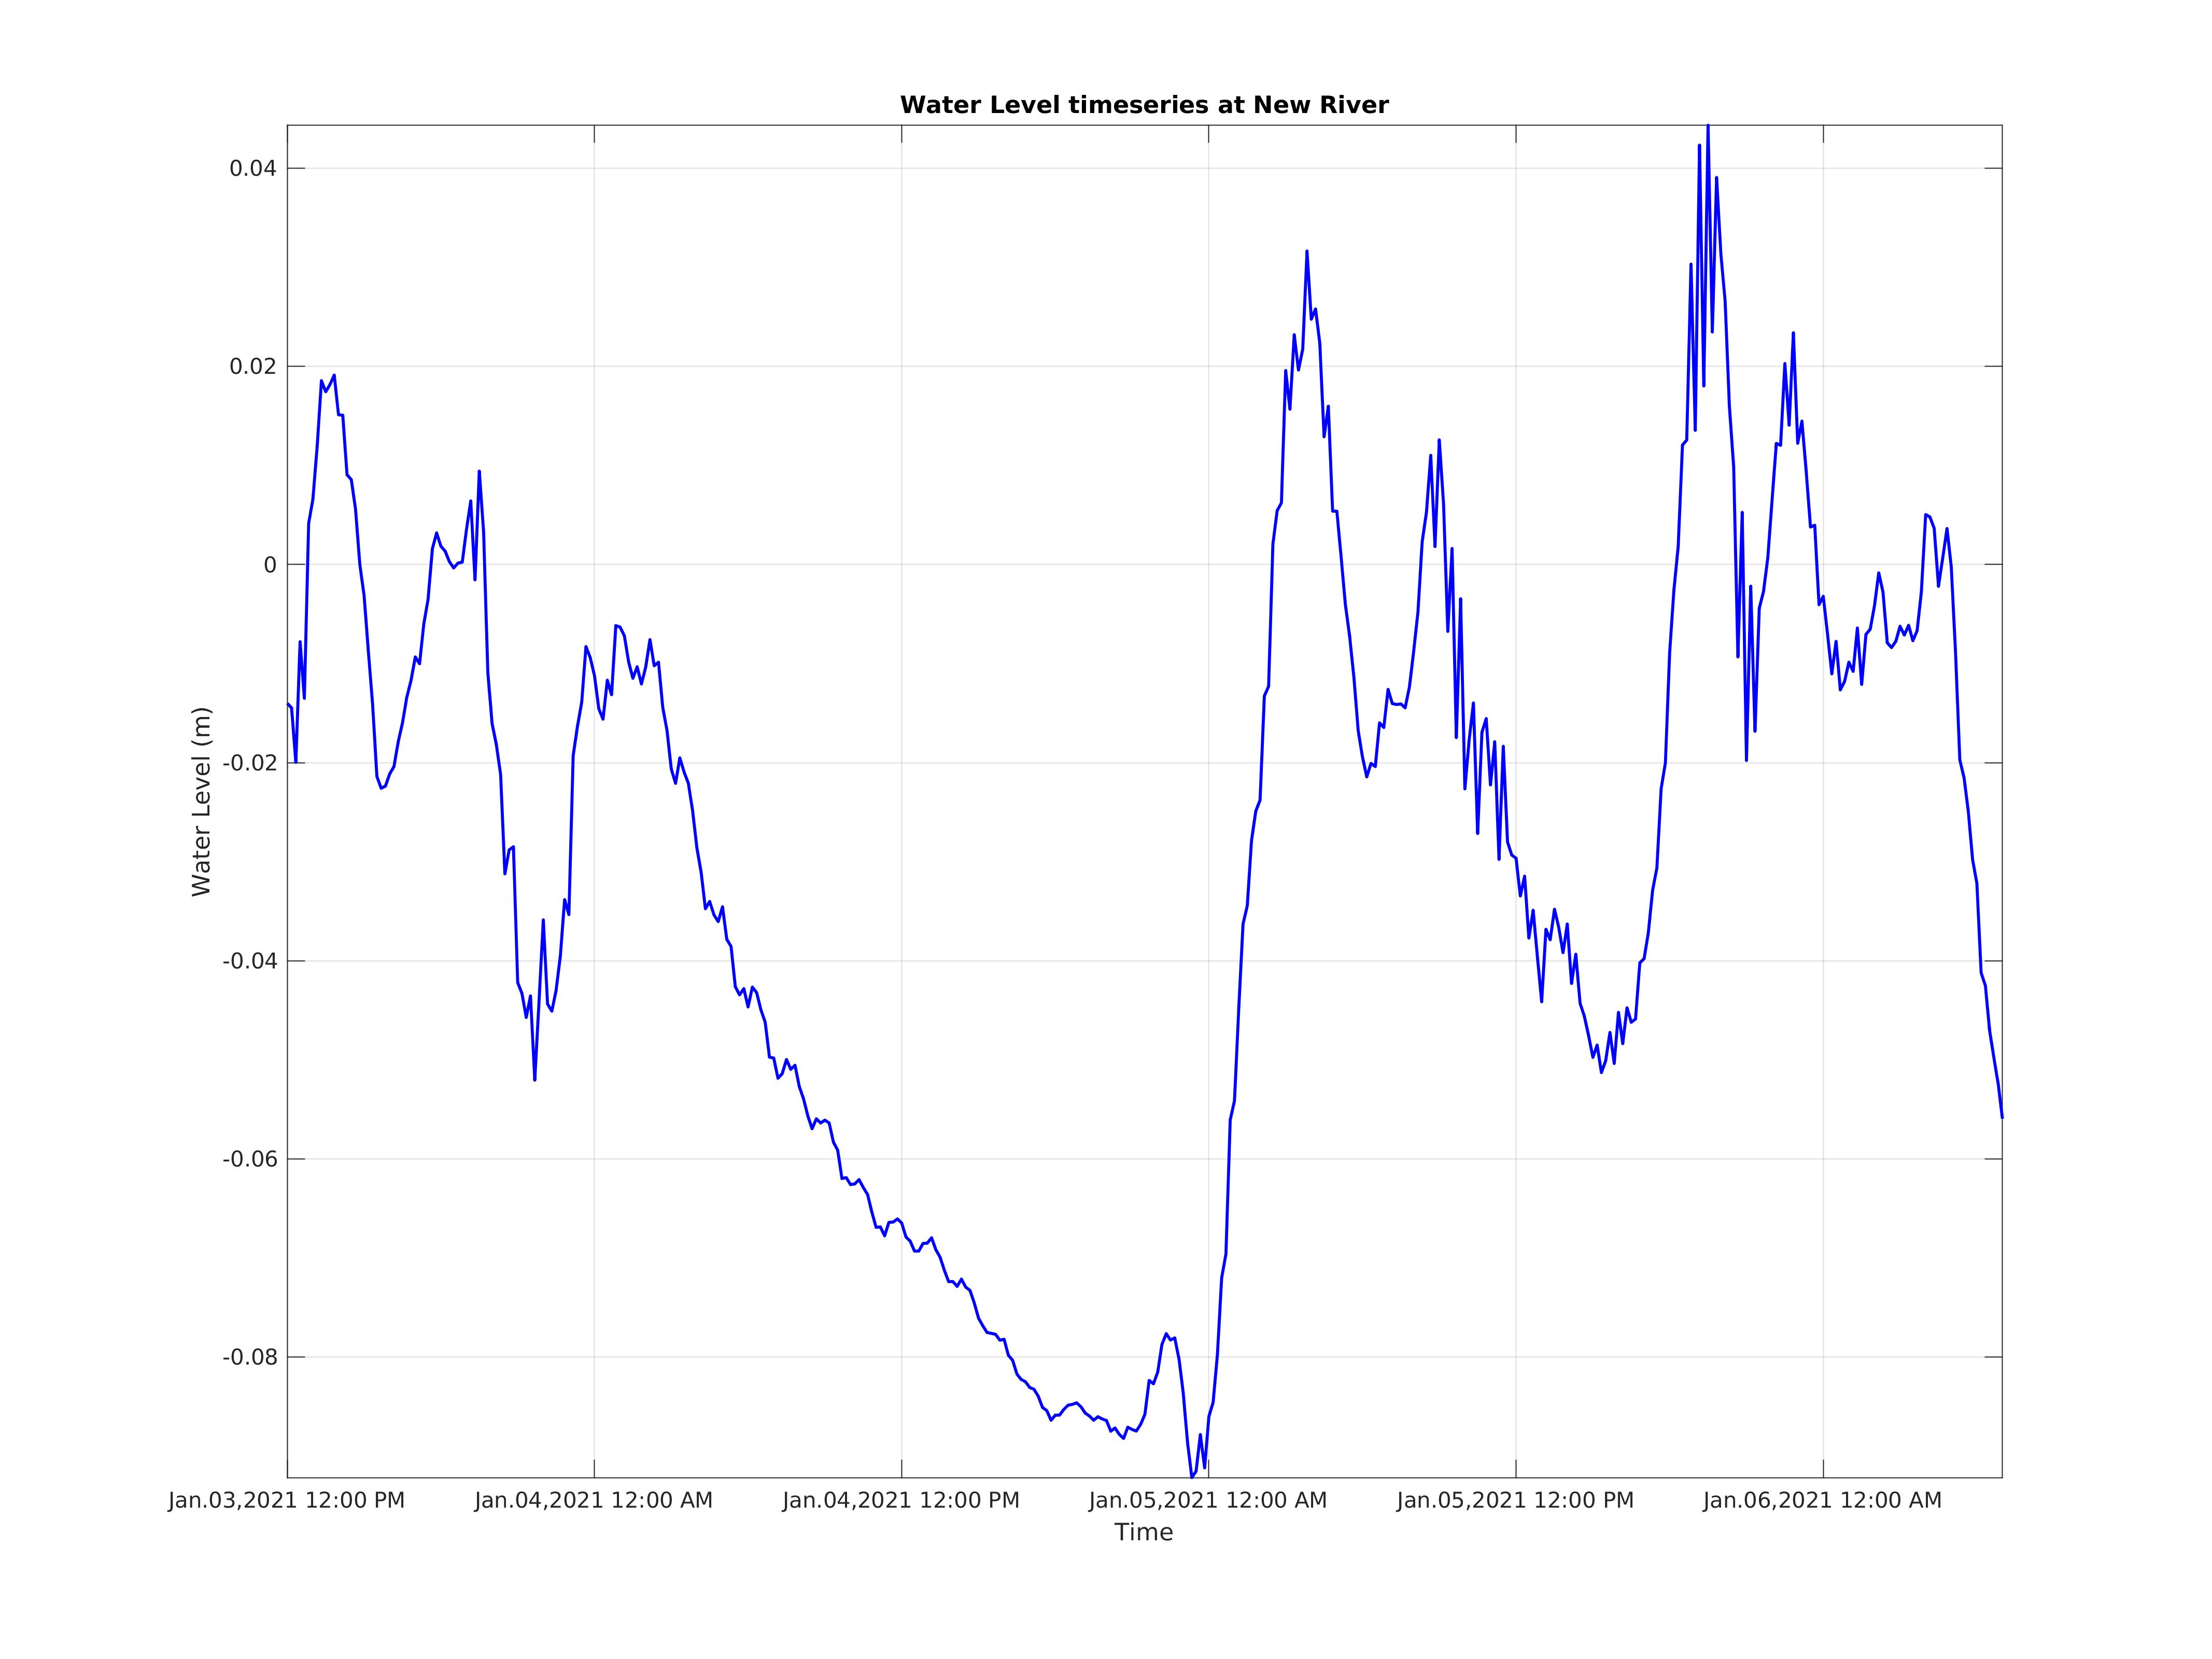 Water Level timeseries at New River
0.04
0.02
0
-0.02
-0.04
-0.06
-0.08
Water Level (m)
Jan.03,2021 12:00 PM
Jan.04,2021 12:00 AM
Jan.04,2021 12:00 PM
Jan.05,2021 12:00 AM
Jan.05,2021 12:00 PM
Jan.06,2021 12:00 AM
Time